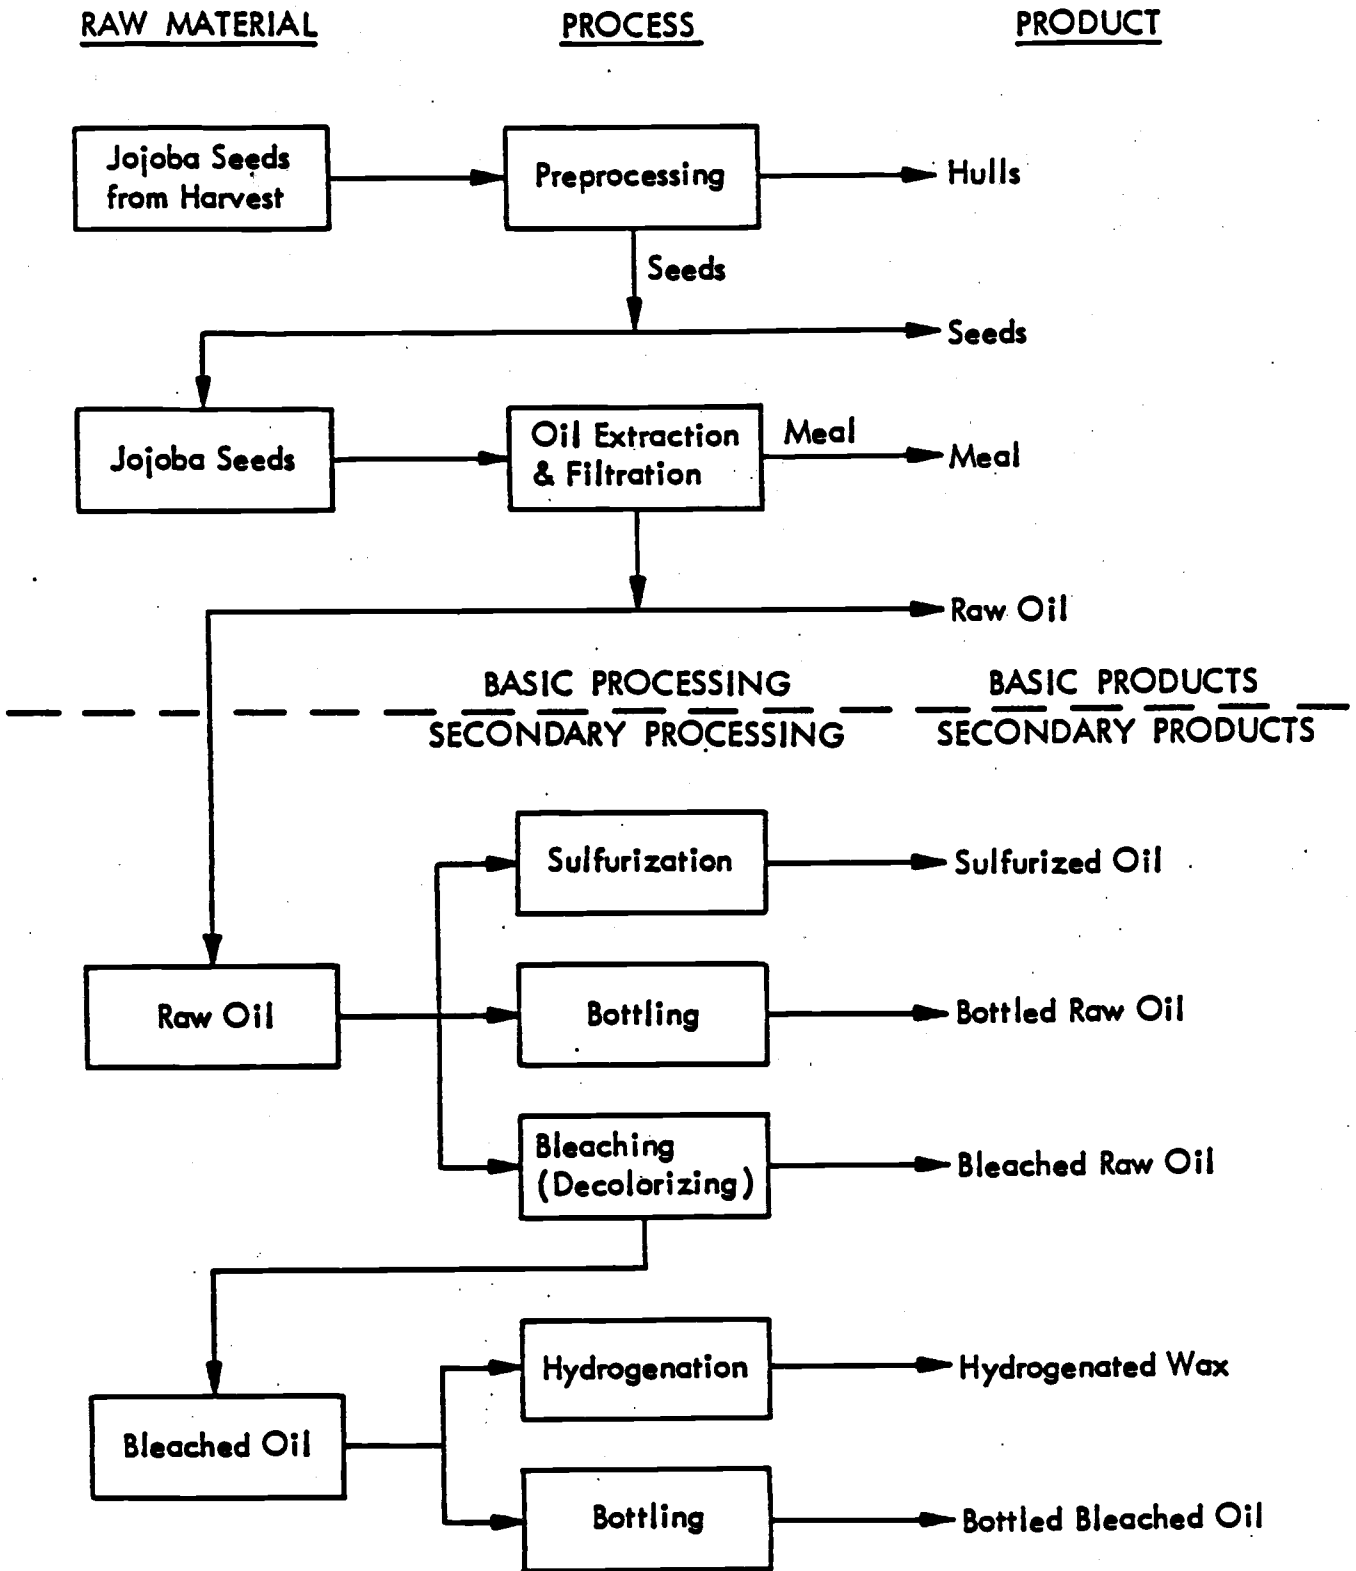 RAW MATERIAL
PROCESS
PRODUCT
Jojoba Seeds
from Harvest
Preprocessing
Hulls
Seeds
Seeds
Jojoba Seeds
Oil Extraction
& Filtration
Meal
Meal
Raw Oil
BASIC PROCESSING
BASIC PRODUCTS
SECONDARY PROCESSING
SECONDARY PRODUCTS
Sulfurization
Sulfurized Oil
Raw Oil
Bottling
Bottled Raw Oil
Bleaching
(Decolorizing)
Bleached Raw Oil
Hydrogenation
Hydrogenated Wax
Bleached Oil
Bottling
Bottled Bleached Oil